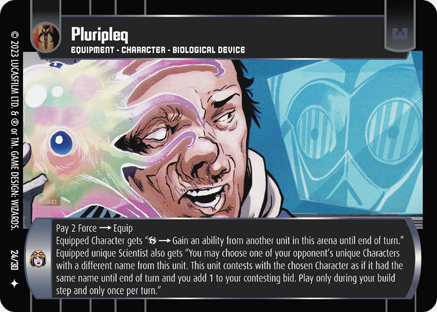 Pluripleq
EQUIPMENT - CHARACTER - BIOLOGICAL DEVICE
© 2023 LUCASFILM LTD. & ® or TM. GAME DESIGN: WIZARDS.
24/30
Pay 2 Force → Equip
Equipped Character gets “ → Gain an ability from another unit in this arena until end of turn.”
Equipped unique Scientist also gets “You may choose one of your opponent's unique Characters
with a different name from this unit. This unit contests with the chosen Character as if it had the
same name until end of turn and you add 1 to your contesting bid. Play only during your build
step and only once per turn.”